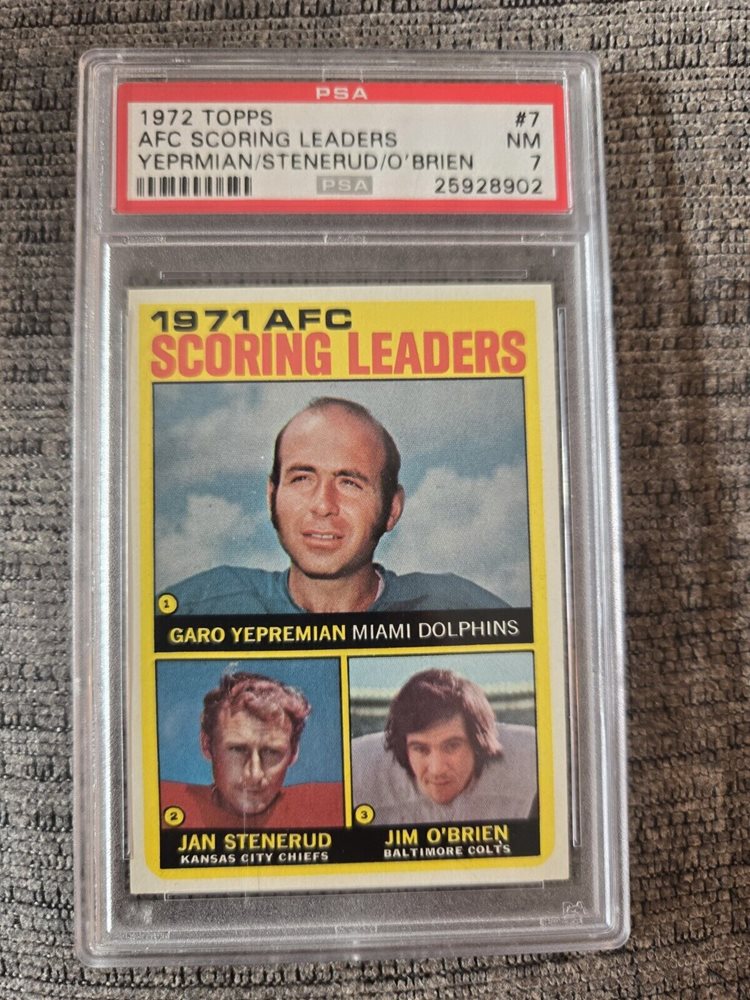 PSA
1972 TOPPS #7
AFC SCORING LEADERS NM
YEPRMIAN/STENERUD/O'BRIEN 7
PSA 25928902
1971 AFC
SCORING LEADERS
1
GARO YEPREMIAN MIAMI DOLPHINS
2
JAN STENERUD
KANSAS CITY CHIEFS
3
JIM O'BRIEN
BALTIMORE COLTS